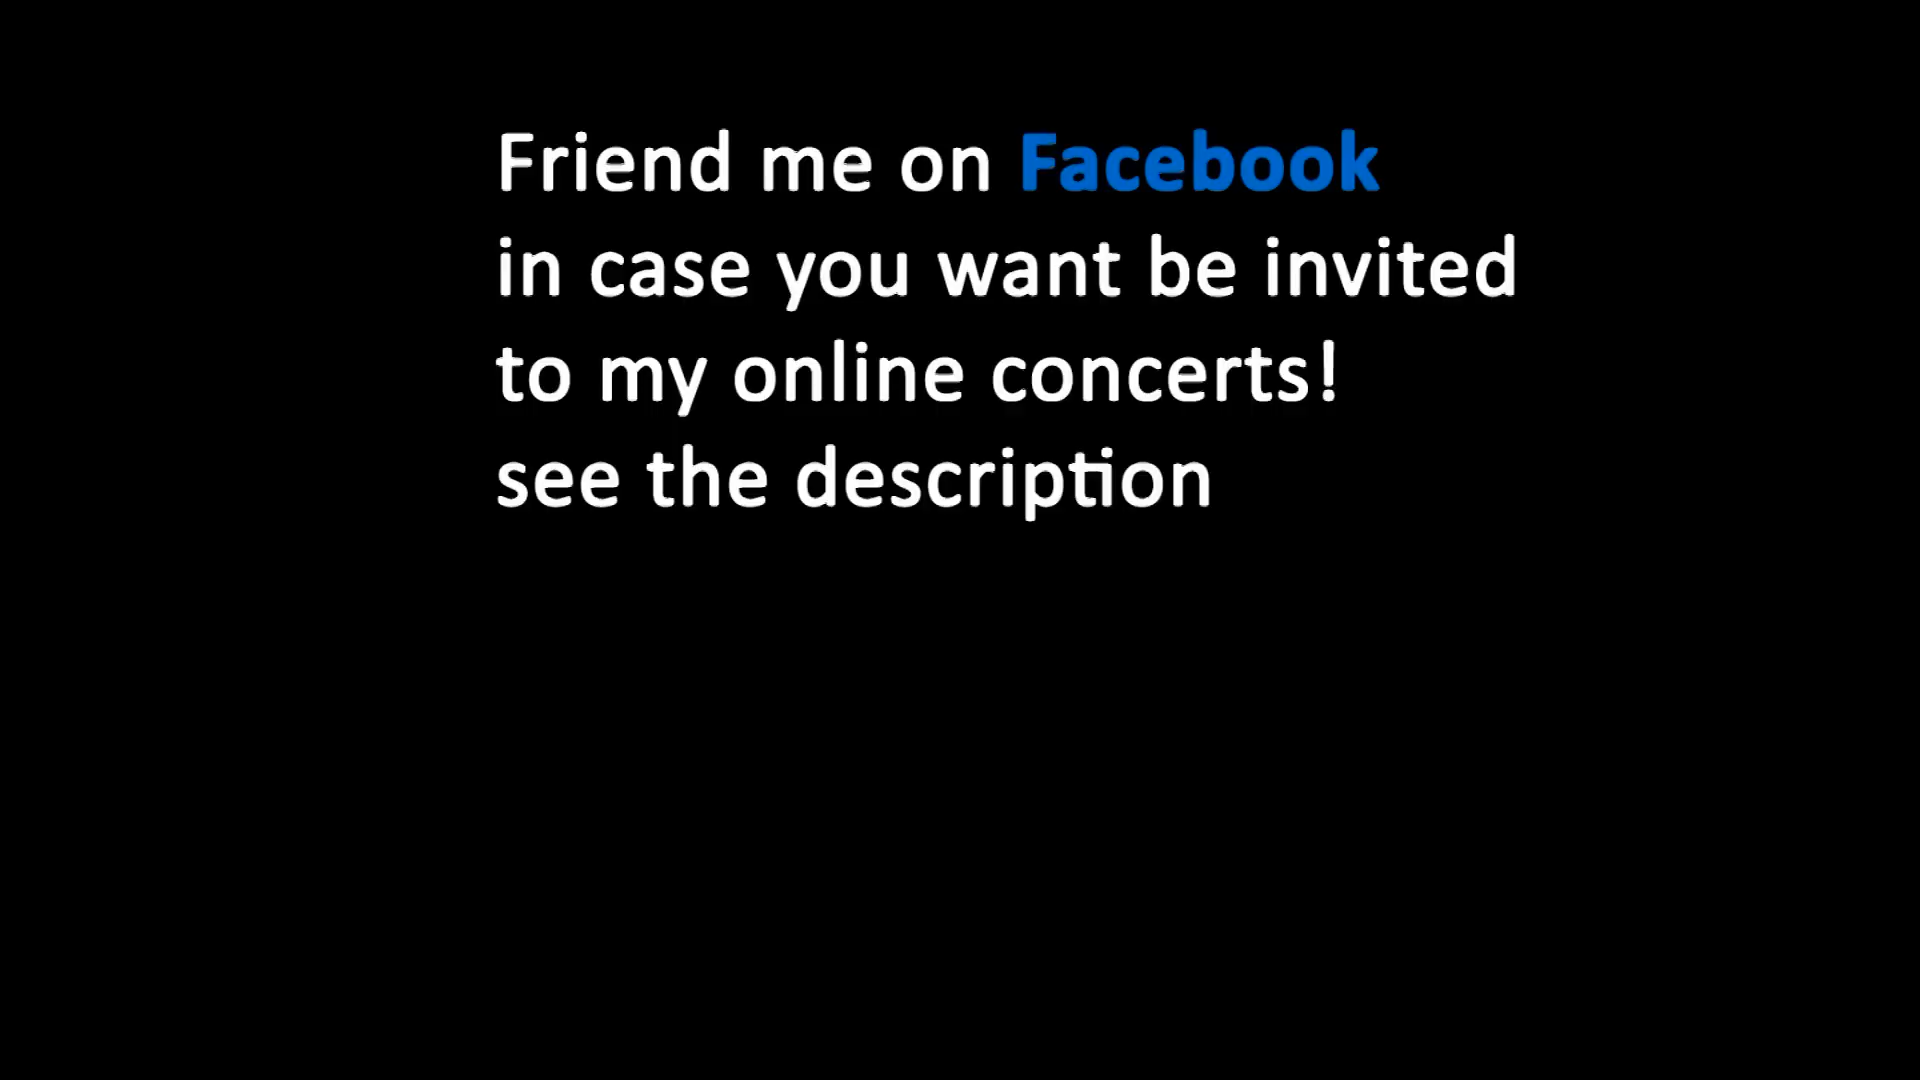 Friend me on Facebook
in case you want be invited
to my online concerts!
see the description